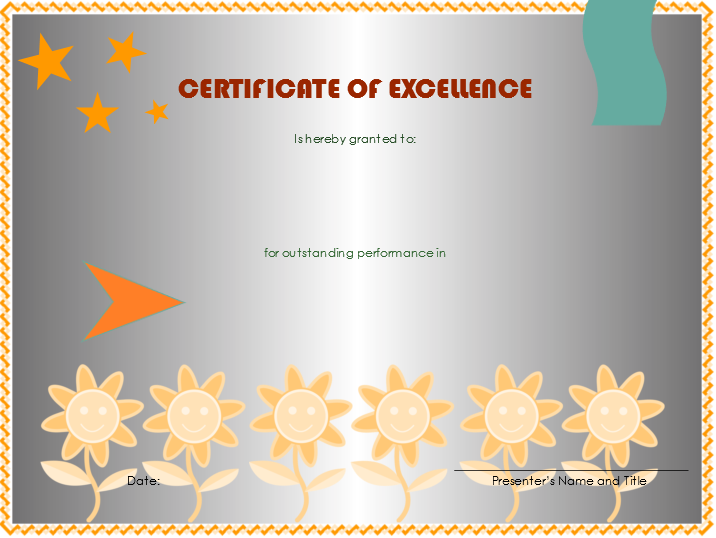 CERTIFICATE OF EXCELLENCE
Is hereby granted to:
for outstanding performance in
Date:
Presenter's Name and Title